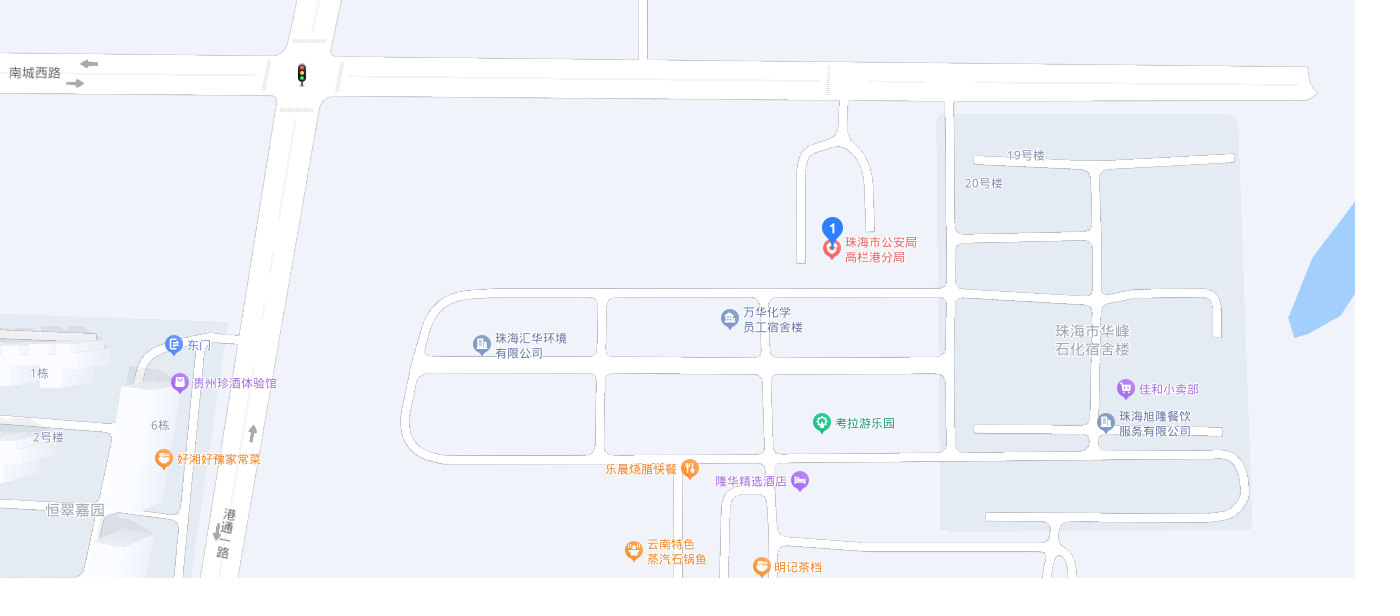 南城西路
19号楼
20号楼
1
珠海市公安局
高栏港分局
万华化学
员工宿舍楼
珠海汇华环境
有限公司
珠海市华峰
石化宿舍楼
东门
1栋
贵州珍酒体验馆
佳和小卖部
6栋
2号楼
考拉游乐园
珠海旭隆餐饮
服务有限公司
好湘好豫家常菜
乐晨烧腊快餐
隆华精选酒店
恒翠嘉园
港通一路
云南特色
蒸汽石锅鱼
明记茶档